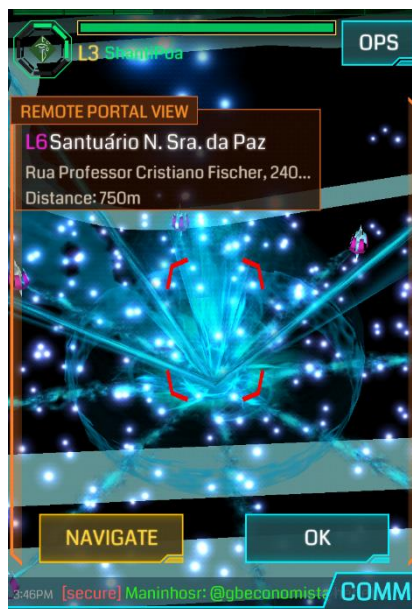 OPS
L3 ShantiPoa
REMOTE PORTAL VIEW
L6 Santuário N. Sra. da Paz
Rua Professor Cristiano Fischer, 240...
Distance: 750m
NAVIGATE
OK
3:46PM [secure] Maninhosr: @gbeconomista
COMM